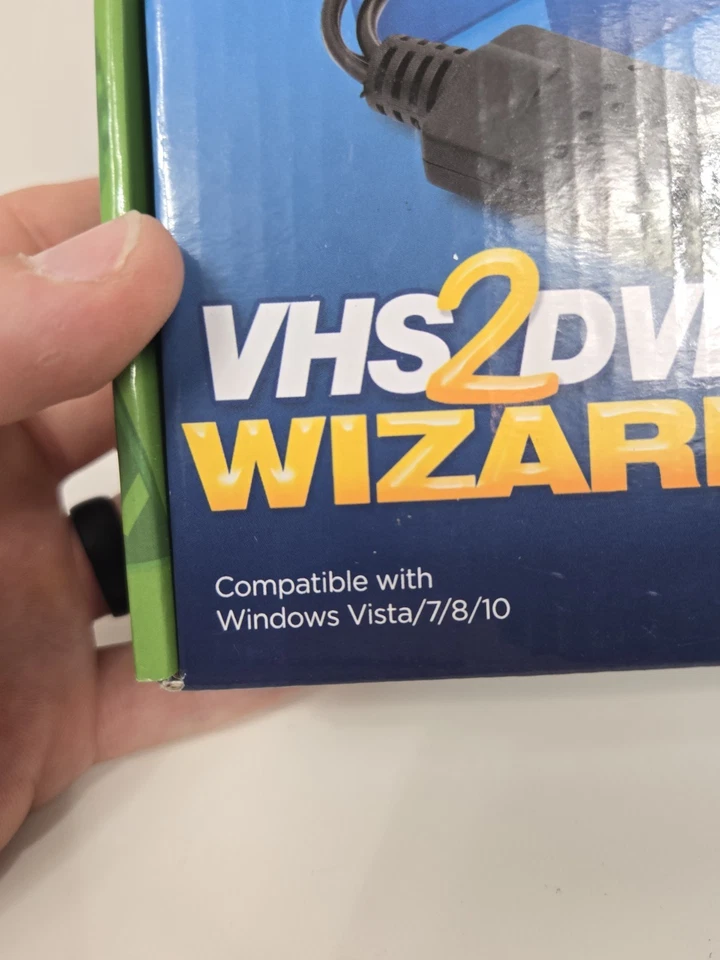 VHS2DV
WIZAR
Compatible with
Windows Vista/7/8/10